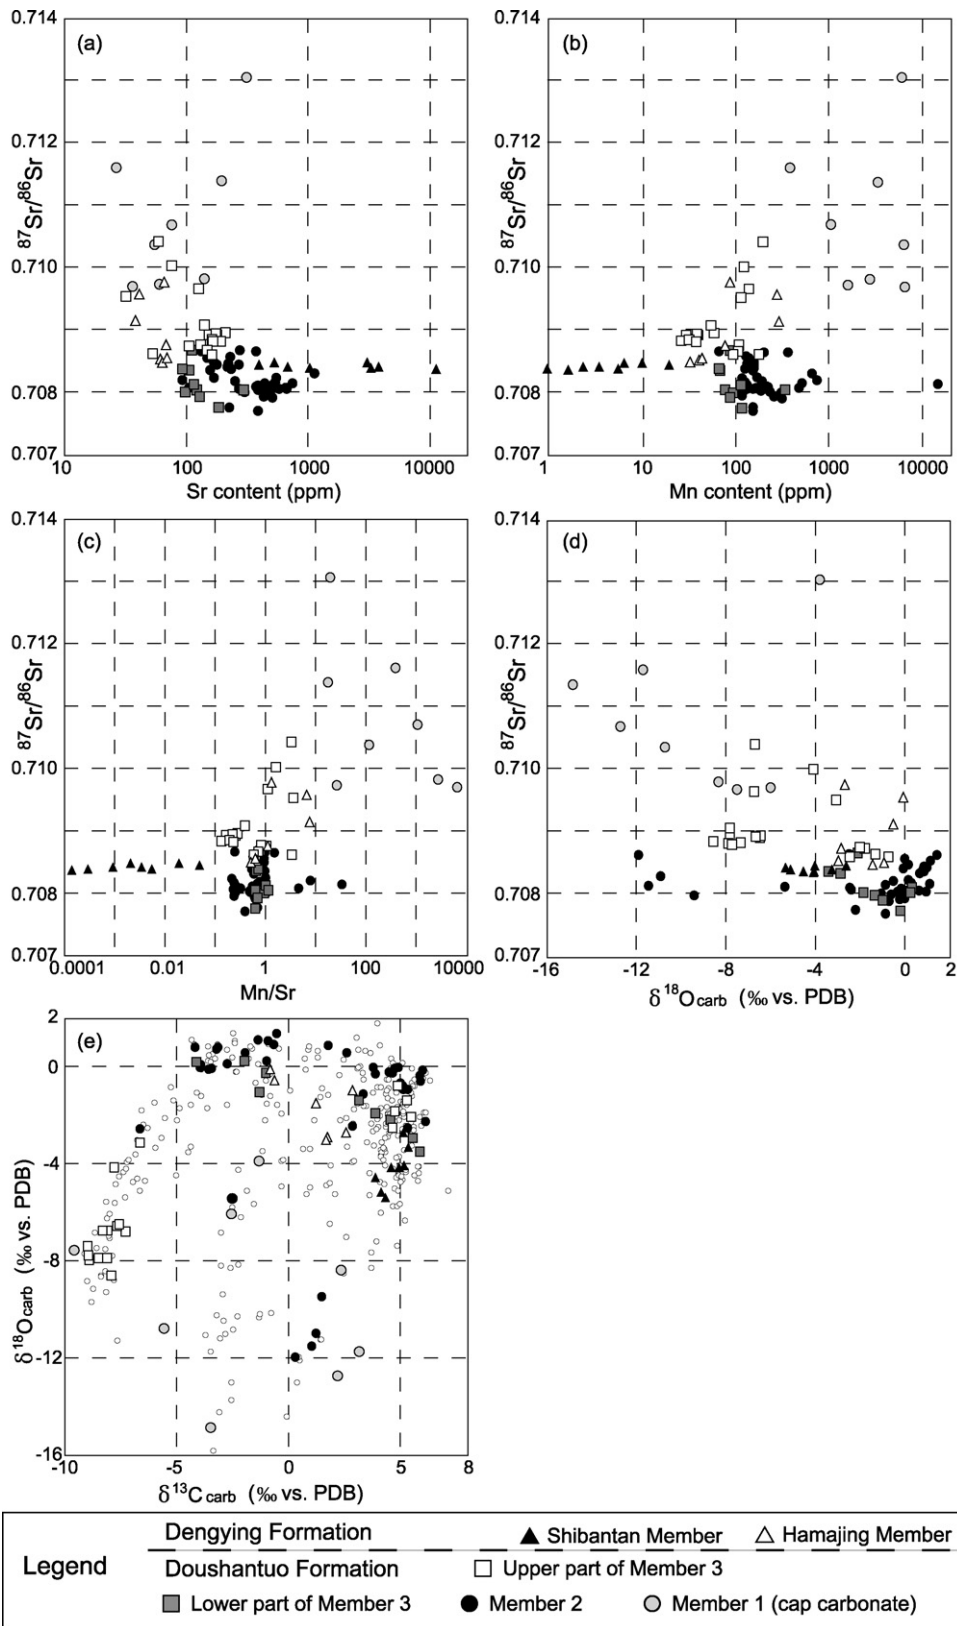 (a)
0.714
0.712
0.710
0.708
0.707
87Sr/86Sr
10 100 1000 10000
Sr content (ppm)
(b)
0.714
0.712
0.710
0.708
0.707
87Sr/86Sr
1 10 100 1000 10000
Mn content (ppm)
(c)
0.714
0.712
0.710
0.708
0.707
87Sr/86Sr
0.0001 0.01 1 100 10000
Mn/Sr
(d)
0.714
0.712
0.710
0.708
0.707
87Sr/86Sr
-16 -12 -8 -4 0 2
δ18Ocarb (‰ vs. PDB)
(e)
2
0
-4
-8
-12
-16
δ18Ocarb (‰ vs. PDB)
-10 -5 0 5 8
δ13Ccarb (‰ vs. PDB)
Legend
Dengying Formation ▲ Shibantan Member △ Hamajing Member
Doushantuo Formation □ Upper part of Member 3
■ Lower part of Member 3 ● Member 2 ○ Member 1 (cap carbonate)